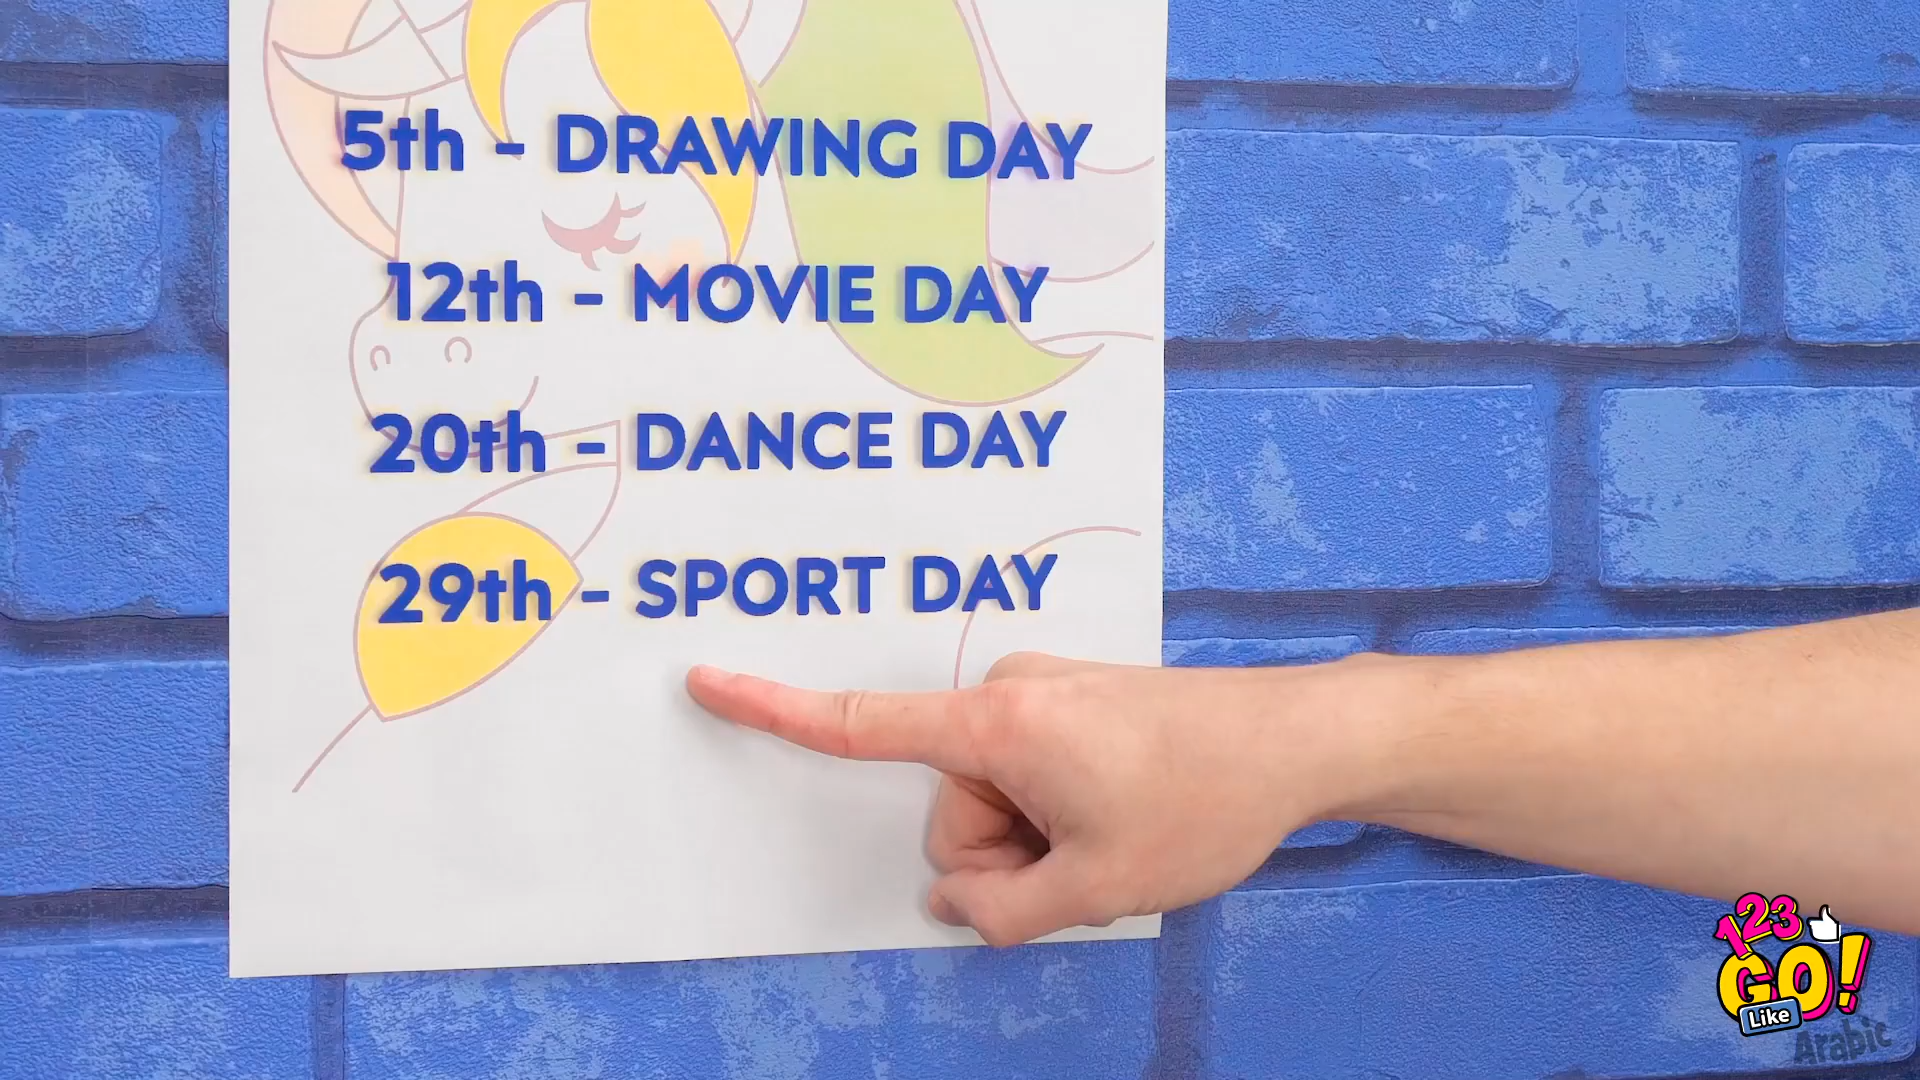 5th - DRAWING DAY
12th - MOVIE DAY
20th - DANCE DAY
29th - SPORT DAY
123
GO!
Like
Arabic